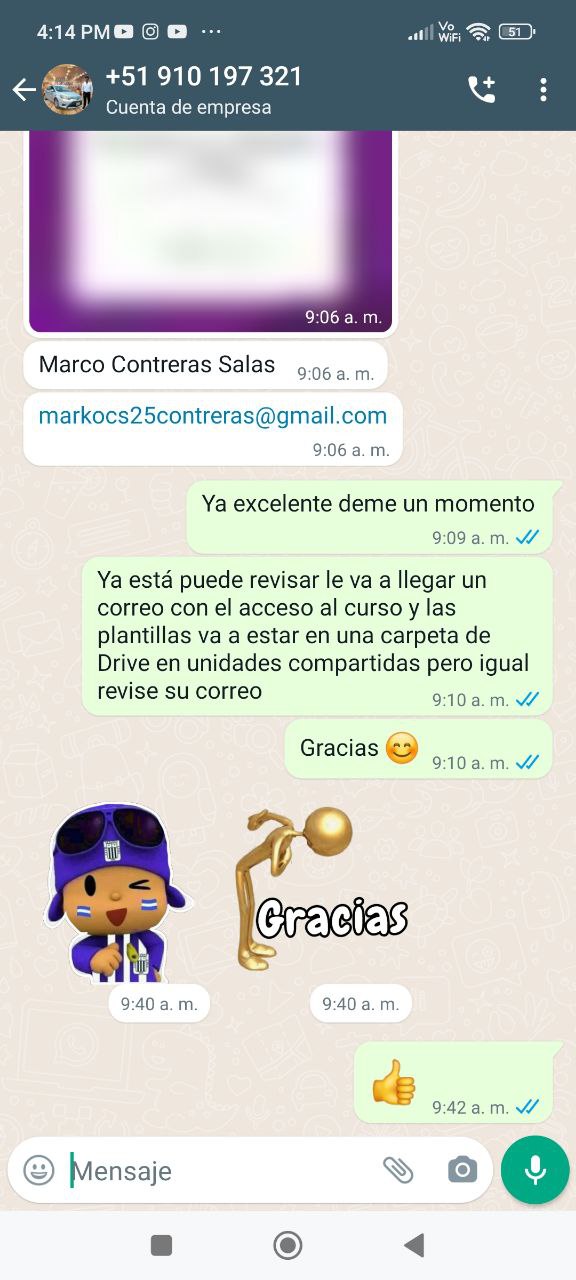 4:14 PM
Vo
WiFi
51
+51 910 197 321
Cuenta de empresa
9:06 a. m.
Marco Contreras Salas
9:06 a. m.
markocs25contreras@gmail.com
9:06 a. m.
Ya excelente deme un momento
9:09 a. m.
Ya está puede revisar le va a llegar un
correo con el acceso al curso y las
plantillas va a estar en una carpeta de
Drive en unidades compartidas pero igual
revise su correo
9:10 a. m.
Gracias 😊
9:10 a. m.
Gracias
9:40 a. m.
9:40 a. m.
👍
9:42 a. m.
Mensaje